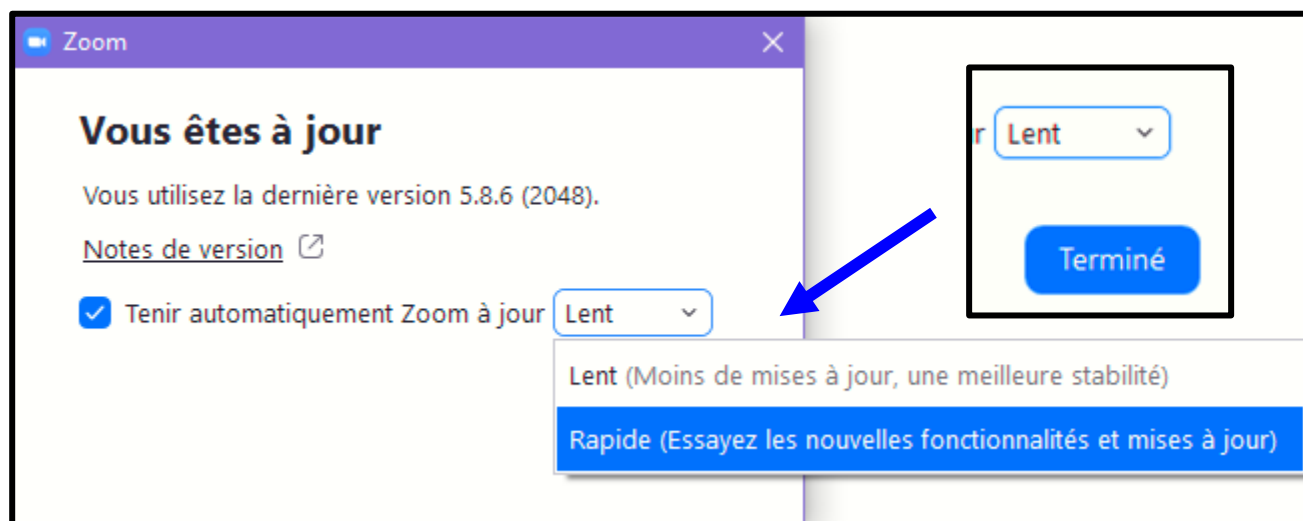 Zoom
Vous êtes à jour
Vous utilisez la dernière version 5.8.6 (2048).
Notes de version
Tenir automatiquement Zoom à jour Lent
Lent (Moins de mises à jour, une meilleure stabilité)
Rapide (Essayez les nouvelles fonctionnalités et mises à jour)
r Lent
Terminé